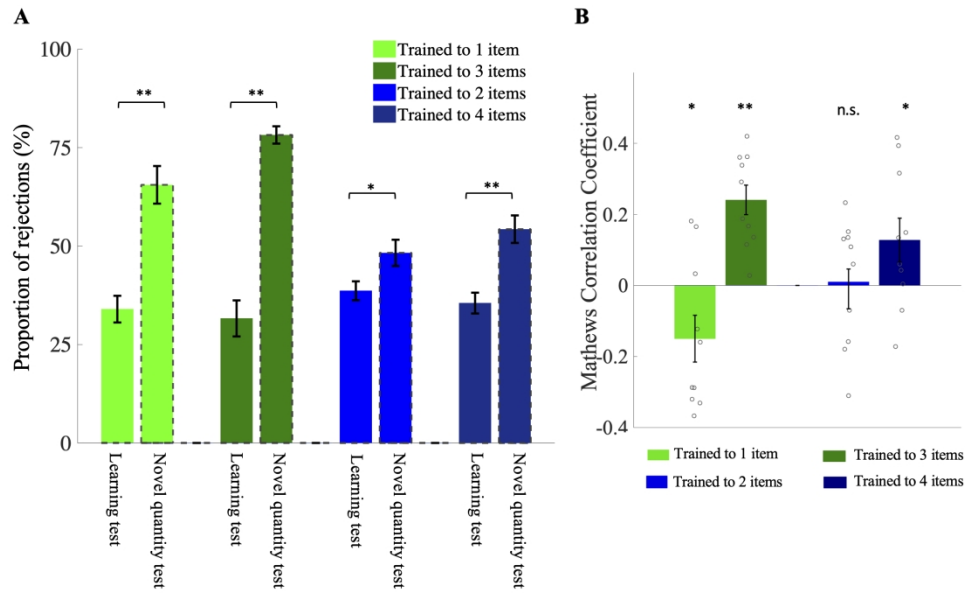 A
Proportion of rejections (%)
100
75
50
25
0
Trained to 1 item
Trained to 3 items
Trained to 2 items
Trained to 4 items
**
**
*
**
Learning test
Novel quantity test
Learning test
Novel quantity test
Learning test
Novel quantity test
Learning test
Novel quantity test
B
Mathews Correlation Coefficient
0.4
0.2
0
-0.2
-0.4
*
**
n.s.
*
Trained to 1 item
Trained to 3 items
Trained to 2 items
Trained to 4 items